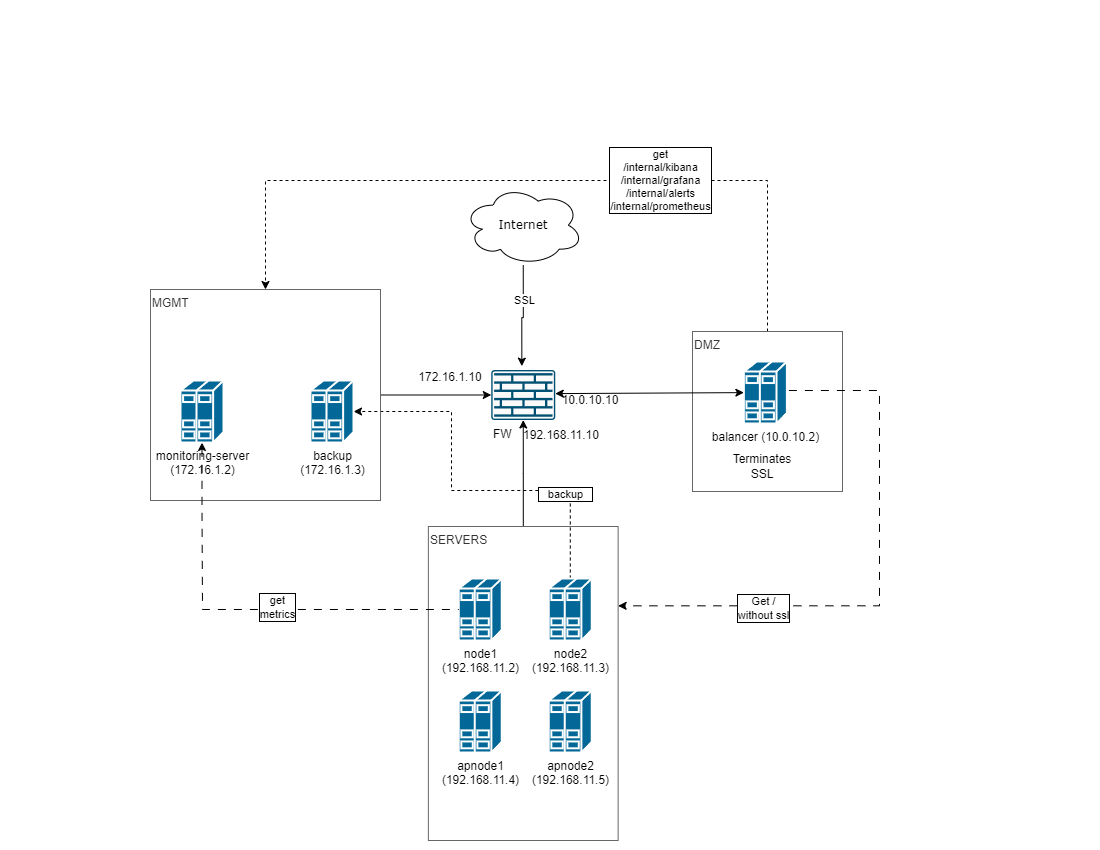 get
/internal/kibana
/internal/grafana
/internal/alerts
/internal/prometheus
Internet
SSL
MGMT
monitoring-server
(172.16.1.2)
backup
(172.16.1.3)
172.16.1.10
10.0.10.10
FW
192.168.11.10
DMZ
balancer (10.0.10.2)
Terminates
SSL
backup
SERVERS
get
metrics
Get /
without ssl
node1
(192.168.11.2)
node2
(192.168.11.3)
apnode1
(192.168.11.4)
apnode2
(192.168.11.5)